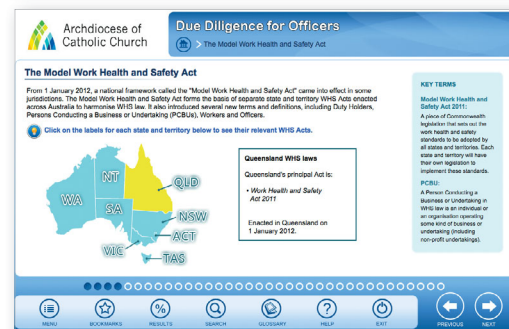 Archdiocese of
Catholic Church
Due Diligence for Officers
> The Model Work Health and Safety Act
The Model Work Health and Safety Act
From 1 January 2012, a national framework called the "Model Work Health and Safety Act" came into effect in some
jurisdictions. The Model Work Health and Safety Act forms the basis of separate state and territory WHS Acts enacted
across Australia to harmonise WHS law. It also introduced several new terms and definitions, including Duty Holders,
Persons Conducting a Business or Undertaking (PCBUs), Workers and Officers.
Click on the labels for each state and territory below to see their relevant WHS Acts.
WA
NT
SA
QLD
NSW
ACT
VIC
TAS
Queensland WHS laws
Queensland's principal Act is:
• Work Health and Safety
Act 2011
Enacted in Queensland on
1 January 2012.
KEY TERMS
Model Work Health and
Safety Act 2011:
A piece of Commonwealth
legislation that sets out the
work health and safety
standards to be adopted by
all states and territories. Each
state and territory will have
their own legislation to
implement these standards.
PCBU:
A Person Conducting a
Business or Undertaking in
WHS law is an individual or
an organisation operating
some kind of business or
undertaking (including
non-profit undertakings).
MENU
BOOKMARKS
RESULTS
SEARCH
GLOSSARY
HELP
EXIT
PREVIOUS
NEXT